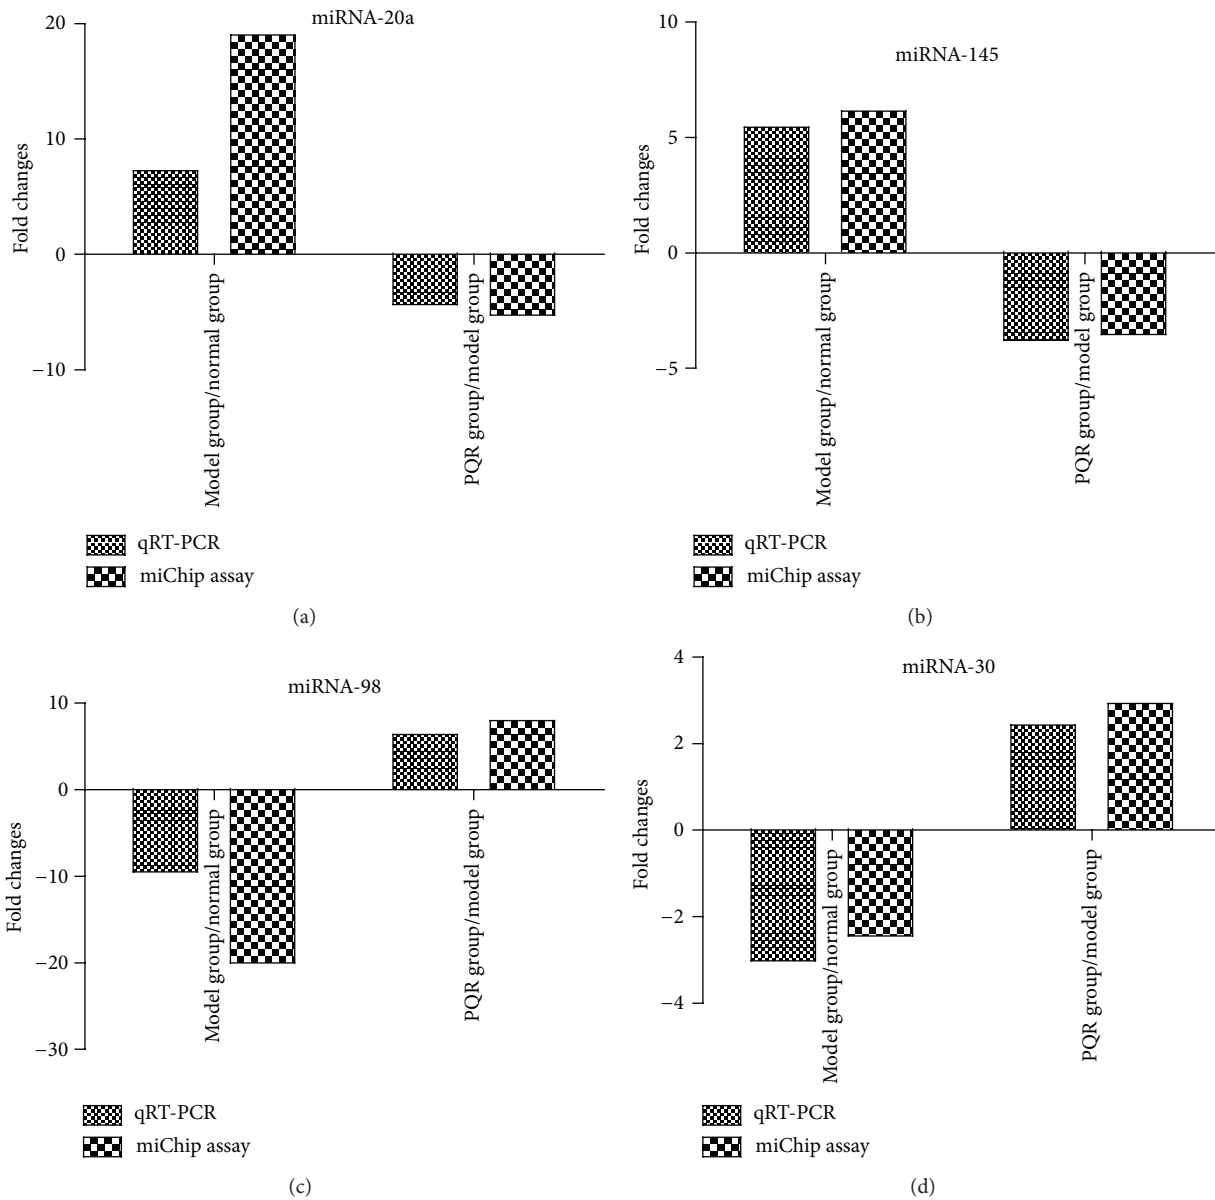 miRNA-20a
20
10
0
−10
Fold changes
Model group/normal group
PQR group/model group
qRT-PCR
miChip assay
(a)
miRNA-145
10
5
0
−5
Fold changes
Model group/normal group
PQR group/model group
qRT-PCR
miChip assay
(b)
miRNA-98
10
0
−10
−20
−30
Fold changes
Model group/normal group
PQR group/model group
qRT-PCR
miChip assay
(c)
miRNA-30
4
2
0
−2
−4
Fold changes
Model group/normal group
PQR group/model group
qRT-PCR
miChip assay
(d)